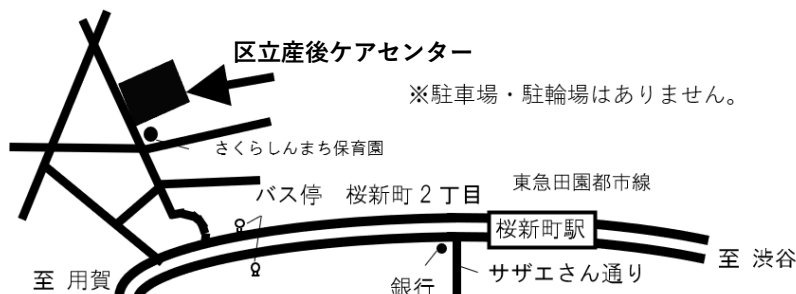 区立産後ケアセンター
※駐車場・駐輪場はありません。
さくらしんまち保育園
東急田園都市線
バス停 桜新町2丁目
桜新町駅
至 渋谷
至 用賀
サザエさん通り
銀行